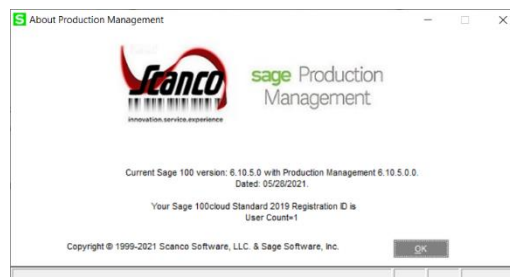 S About Production Management
Scanco
innovation.service.experience
sage Production
Management
Current Sage 100 version: 6.10.5.0 with Production Management 6.10.5.0.0.
Dated: 05/28/2021.
Your Sage 100cloud Standard 2019 Registration ID is
User Count=1
Copyright © 1999-2021 Scanco Software, LLC. & Sage Software, Inc.
OK